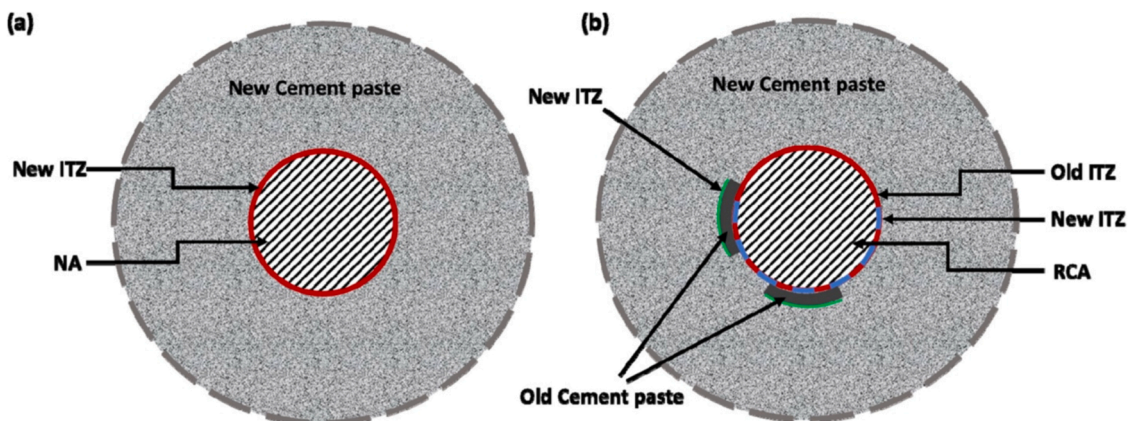 (a)
New Cement paste
New ITZ
NA
(b)
New Cement paste
New ITZ
Old ITZ
New ITZ
RCA
Old Cement paste